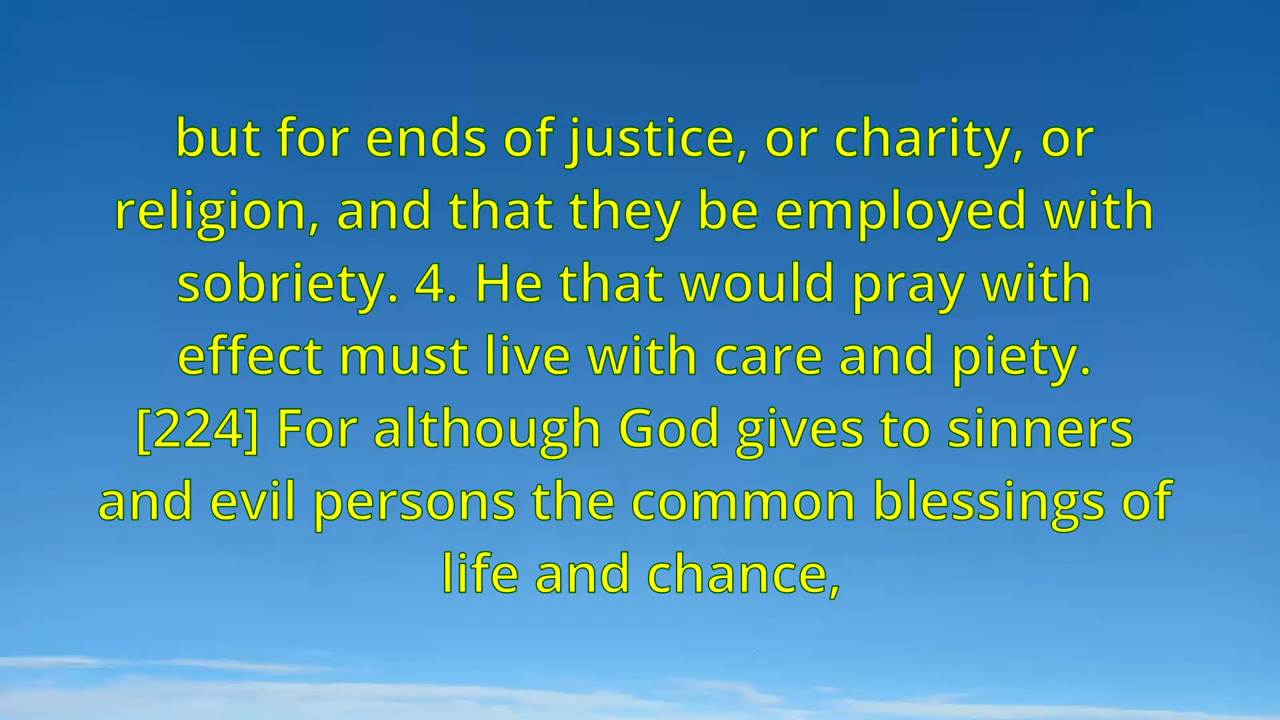 but for ends of justice, or charity, or
religion, and that they be employed with
sobriety. 4. He that would pray with
effect must live with care and piety.
[224] For although God gives to sinners
and evil persons the common blessings of
life and chance,